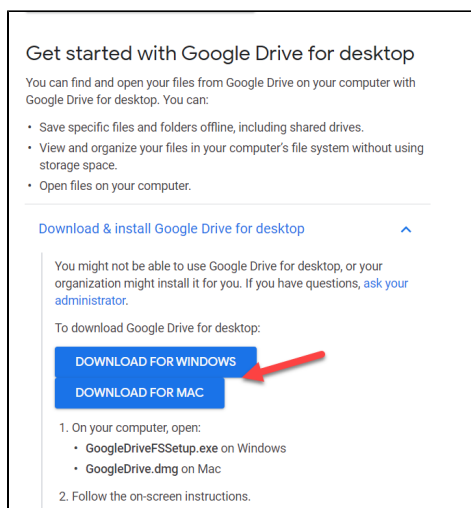 Get started with Google Drive for desktop
You can find and open your files from Google Drive on your computer with
Google Drive for desktop. You can:
• Save specific files and folders offline, including shared drives.
• View and organize your files in your computer's file system without using
storage space.
• Open files on your computer.
Download & install Google Drive for desktop
You might not be able to use Google Drive for desktop, or your
organization might install it for you. If you have questions, ask your
administrator.
To download Google Drive for desktop:
DOWNLOAD FOR WINDOWS
DOWNLOAD FOR MAC
1. On your computer, open:
• GoogleDriveFSSetup.exe on Windows
• GoogleDrive.dmg on Mac
2. Follow the on-screen instructions.